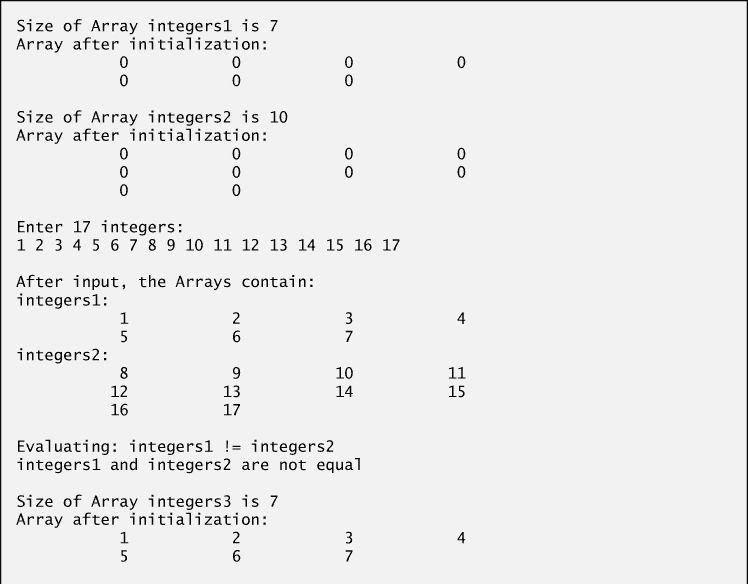 Size of Array integers1 is 7
Array after initialization:
0 0 0 0
0 0 0
Size of Array integers2 is 10
Array after initialization:
0 0 0 0
0 0 0 0
0 0
Enter 17 integers:
1 2 3 4 5 6 7 8 9 10 11 12 13 14 15 16 17
After input, the Arrays contain:
integers1:
1 2 3 4
5 6 7
integers2:
8 9 10 11
12 13 14 15
16 17
Evaluating: integers1 != integers2
integers1 and integers2 are not equal
Size of Array integers3 is 7
Array after initialization:
1 2 3 4
5 6 7